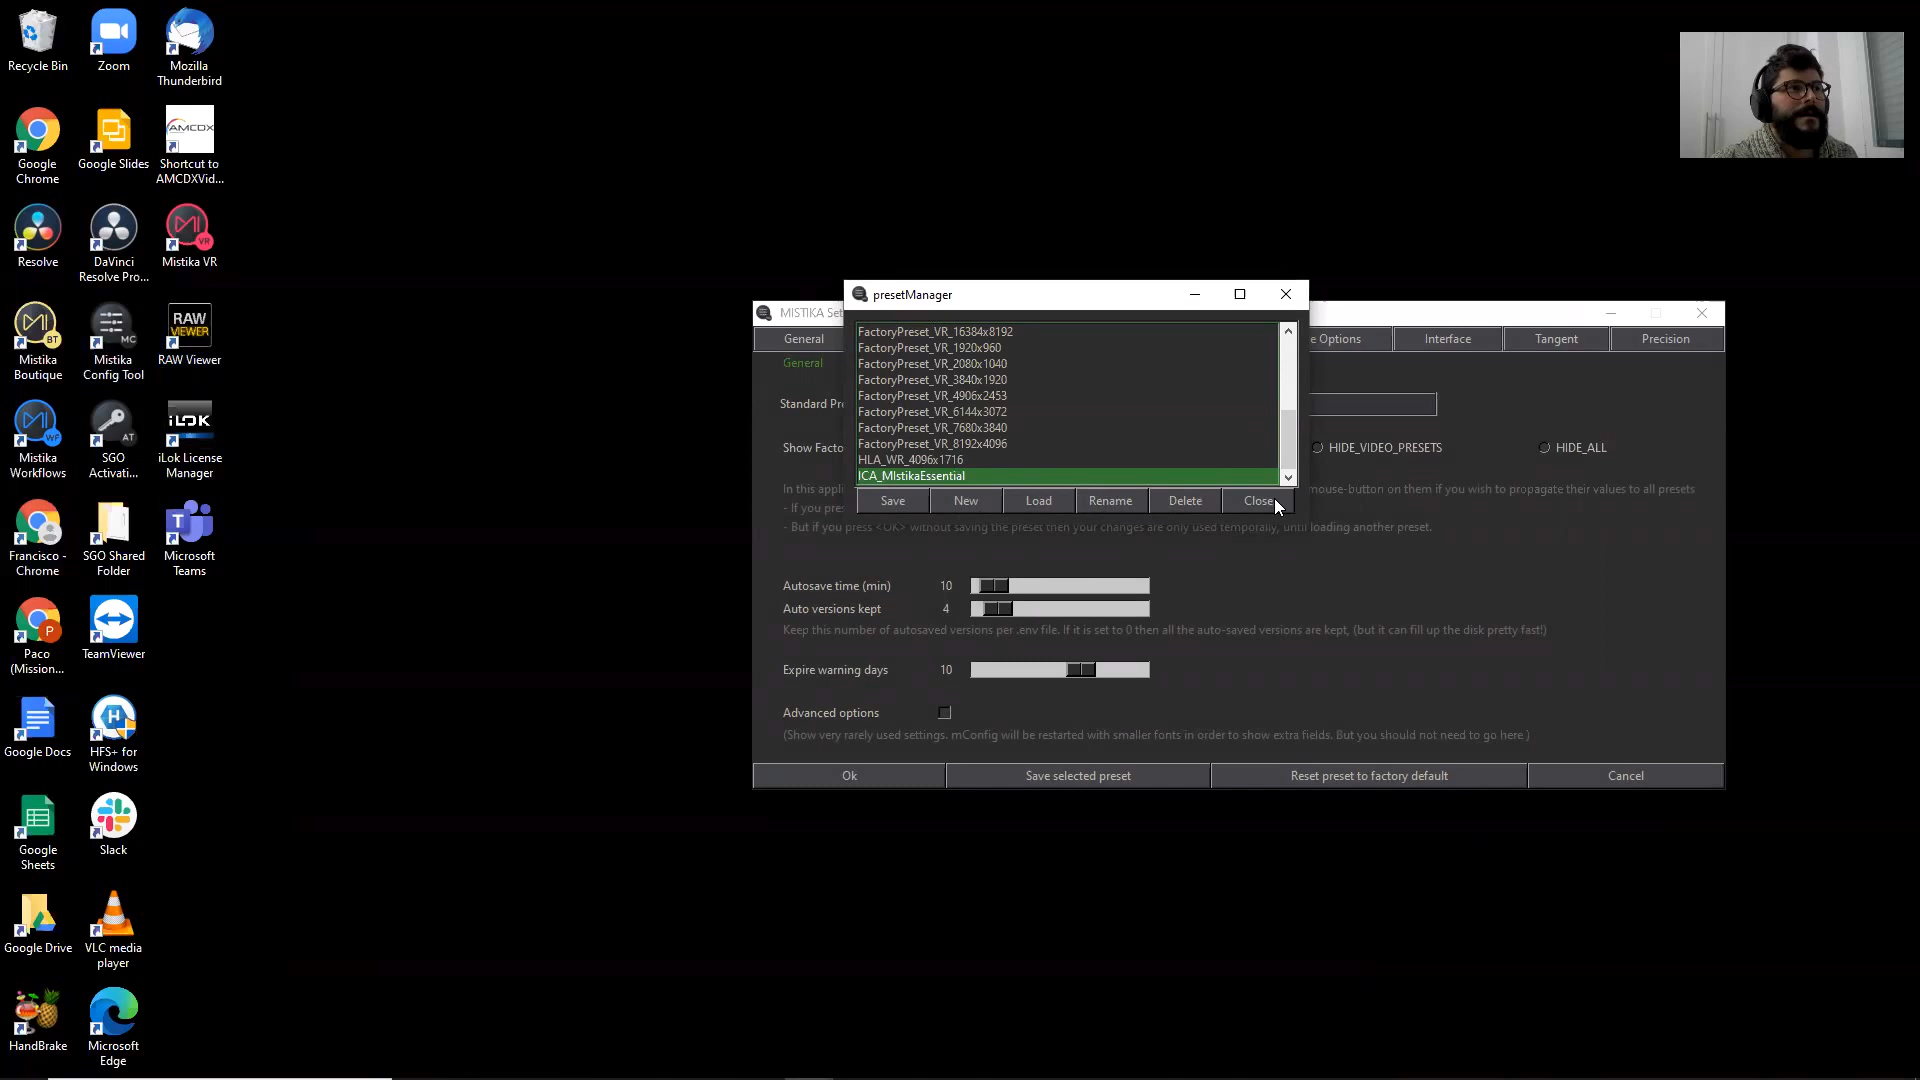 Recycle Bin
Zoom
Mozilla
Thunderbird
Google
Chrome
Google Slides
AMCDX
Shortcut to
AMCDXVid...
Resolve
DaVinci
Resolve Pro...
VR
Mistika VR
BT
Mistika
Boutique
MC
Mistika
Config Tool
RAW
VIEWER
RAW Viewer
WF
Mistika
Workflows
AT
SGO
Activati...
iLOK
iLok License
Manager
Francisco -
Chrome
SGO Shared
Folder
Microsoft
Teams
P
Paco
(Mission...
TeamViewer
Google Docs
HFS+ for
Windows
Google
Sheets
Slack
Google Drive
VLC media
player
HandBrake
Microsoft
Edge
presetManager
FactoryPreset_VR_16384x8192
FactoryPreset_VR_1920x960
FactoryPreset_VR_2080x1040
FactoryPreset_VR_3840x1920
FactoryPreset_VR_4906x2453
FactoryPreset_VR_6144x3072
FactoryPreset_VR_7680x3840
FactoryPreset_VR_8192x4096
HLA_WR_4096x1716
ICA_MIstikaEssential
Save
New
Load
Rename
Delete
Close
MISTIKA Set
General
e Options
Interface
Tangent
Precision
General
Standard Pre
Show Facto
HIDE_VIDEO_PRESETS
HIDE_ALL
In this appli
mouse-button on them if you wish to propagate their values to all presets
- If you pres
- But if you press <OK> without saving the preset then your changes are only used temporally, until loading another preset.
Autosave time (min) 10
Auto versions kept 4
Keep this number of autosaved versions per .env file. If it is set to 0 then all the auto-saved versions are kept, (but it can fill up the disk pretty fast!)
Expire warning days 10
Advanced options
(Show very rarely used settings. mConfig will be restarted with smaller fonts in order to show extra fields. But you should not need to go here )
Ok
Save selected preset
Reset preset to factory default
Cancel